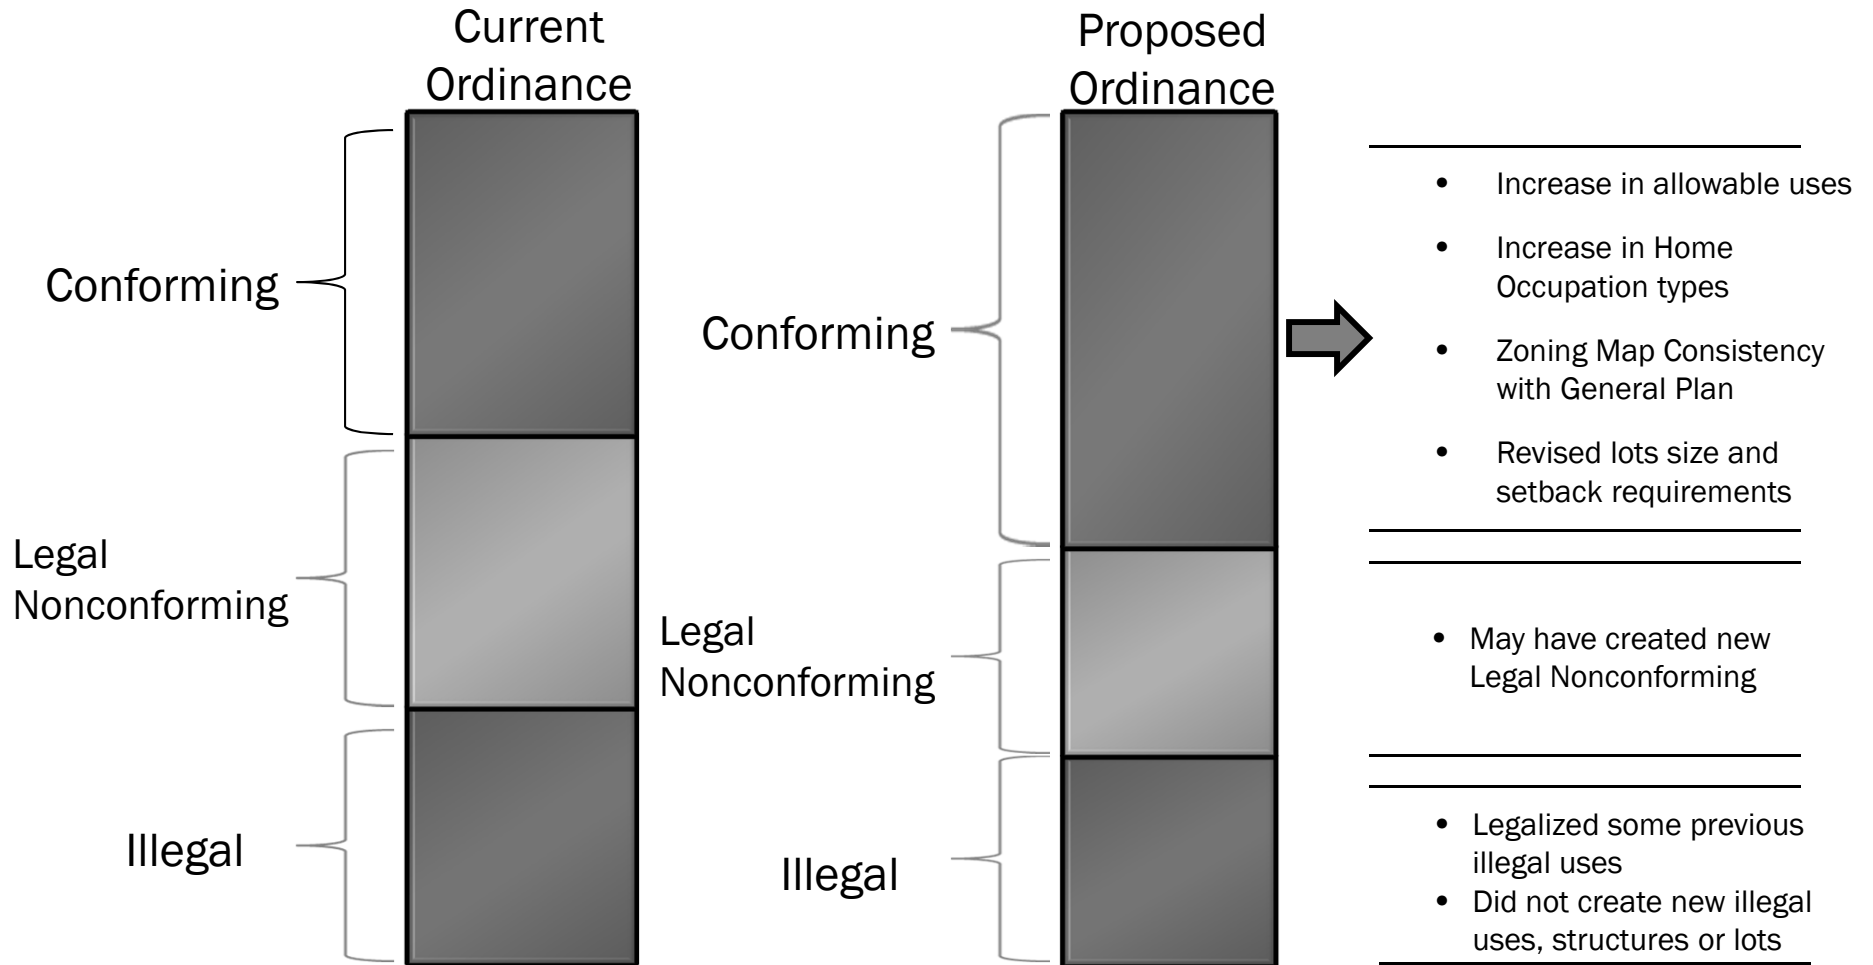 Current
Ordinance
Conforming
Legal
Nonconforming
Illegal
Proposed
Ordinance
Conforming
Legal
Nonconforming
Illegal
• Increase in allowable uses
• Increase in Home
Occupation types
• Zoning Map Consistency
with General Plan
• Revised lots size and
setback requirements
• May have created new
Legal Nonconforming
• Legalized some previous
illegal uses
• Did not create new illegal
uses, structures or lots